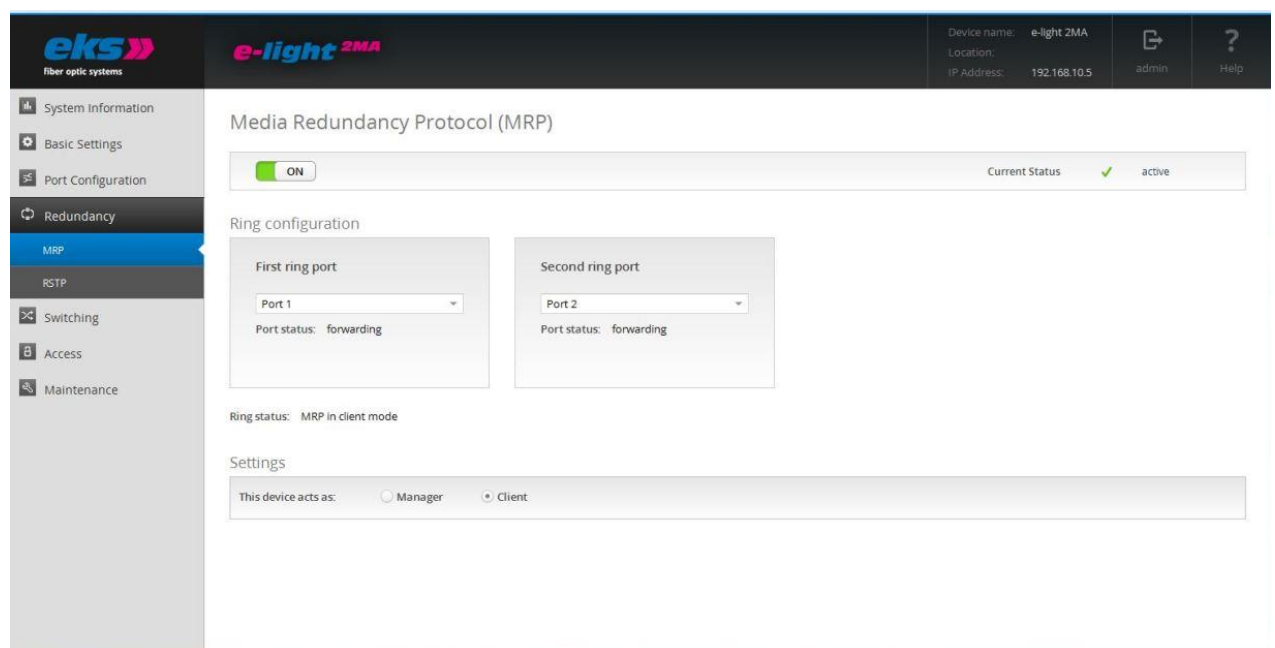 eks
fiber optic systems
e-light 2MA
Device name: e-light 2MA
Location:
IP Address: 192.168.10.5
admin
?
Help
System Information
Basic Settings
Port Configuration
Redundancy
MRP
RSTP
Switching
Access
Maintenance
Media Redundancy Protocol (MRP)
ON
Current Status active
Ring configuration
First ring port
Port 1
Port status: forwarding
Second ring port
Port 2
Port status: forwarding
Ring status: MRP in client mode
Settings
This device acts as: Manager Client